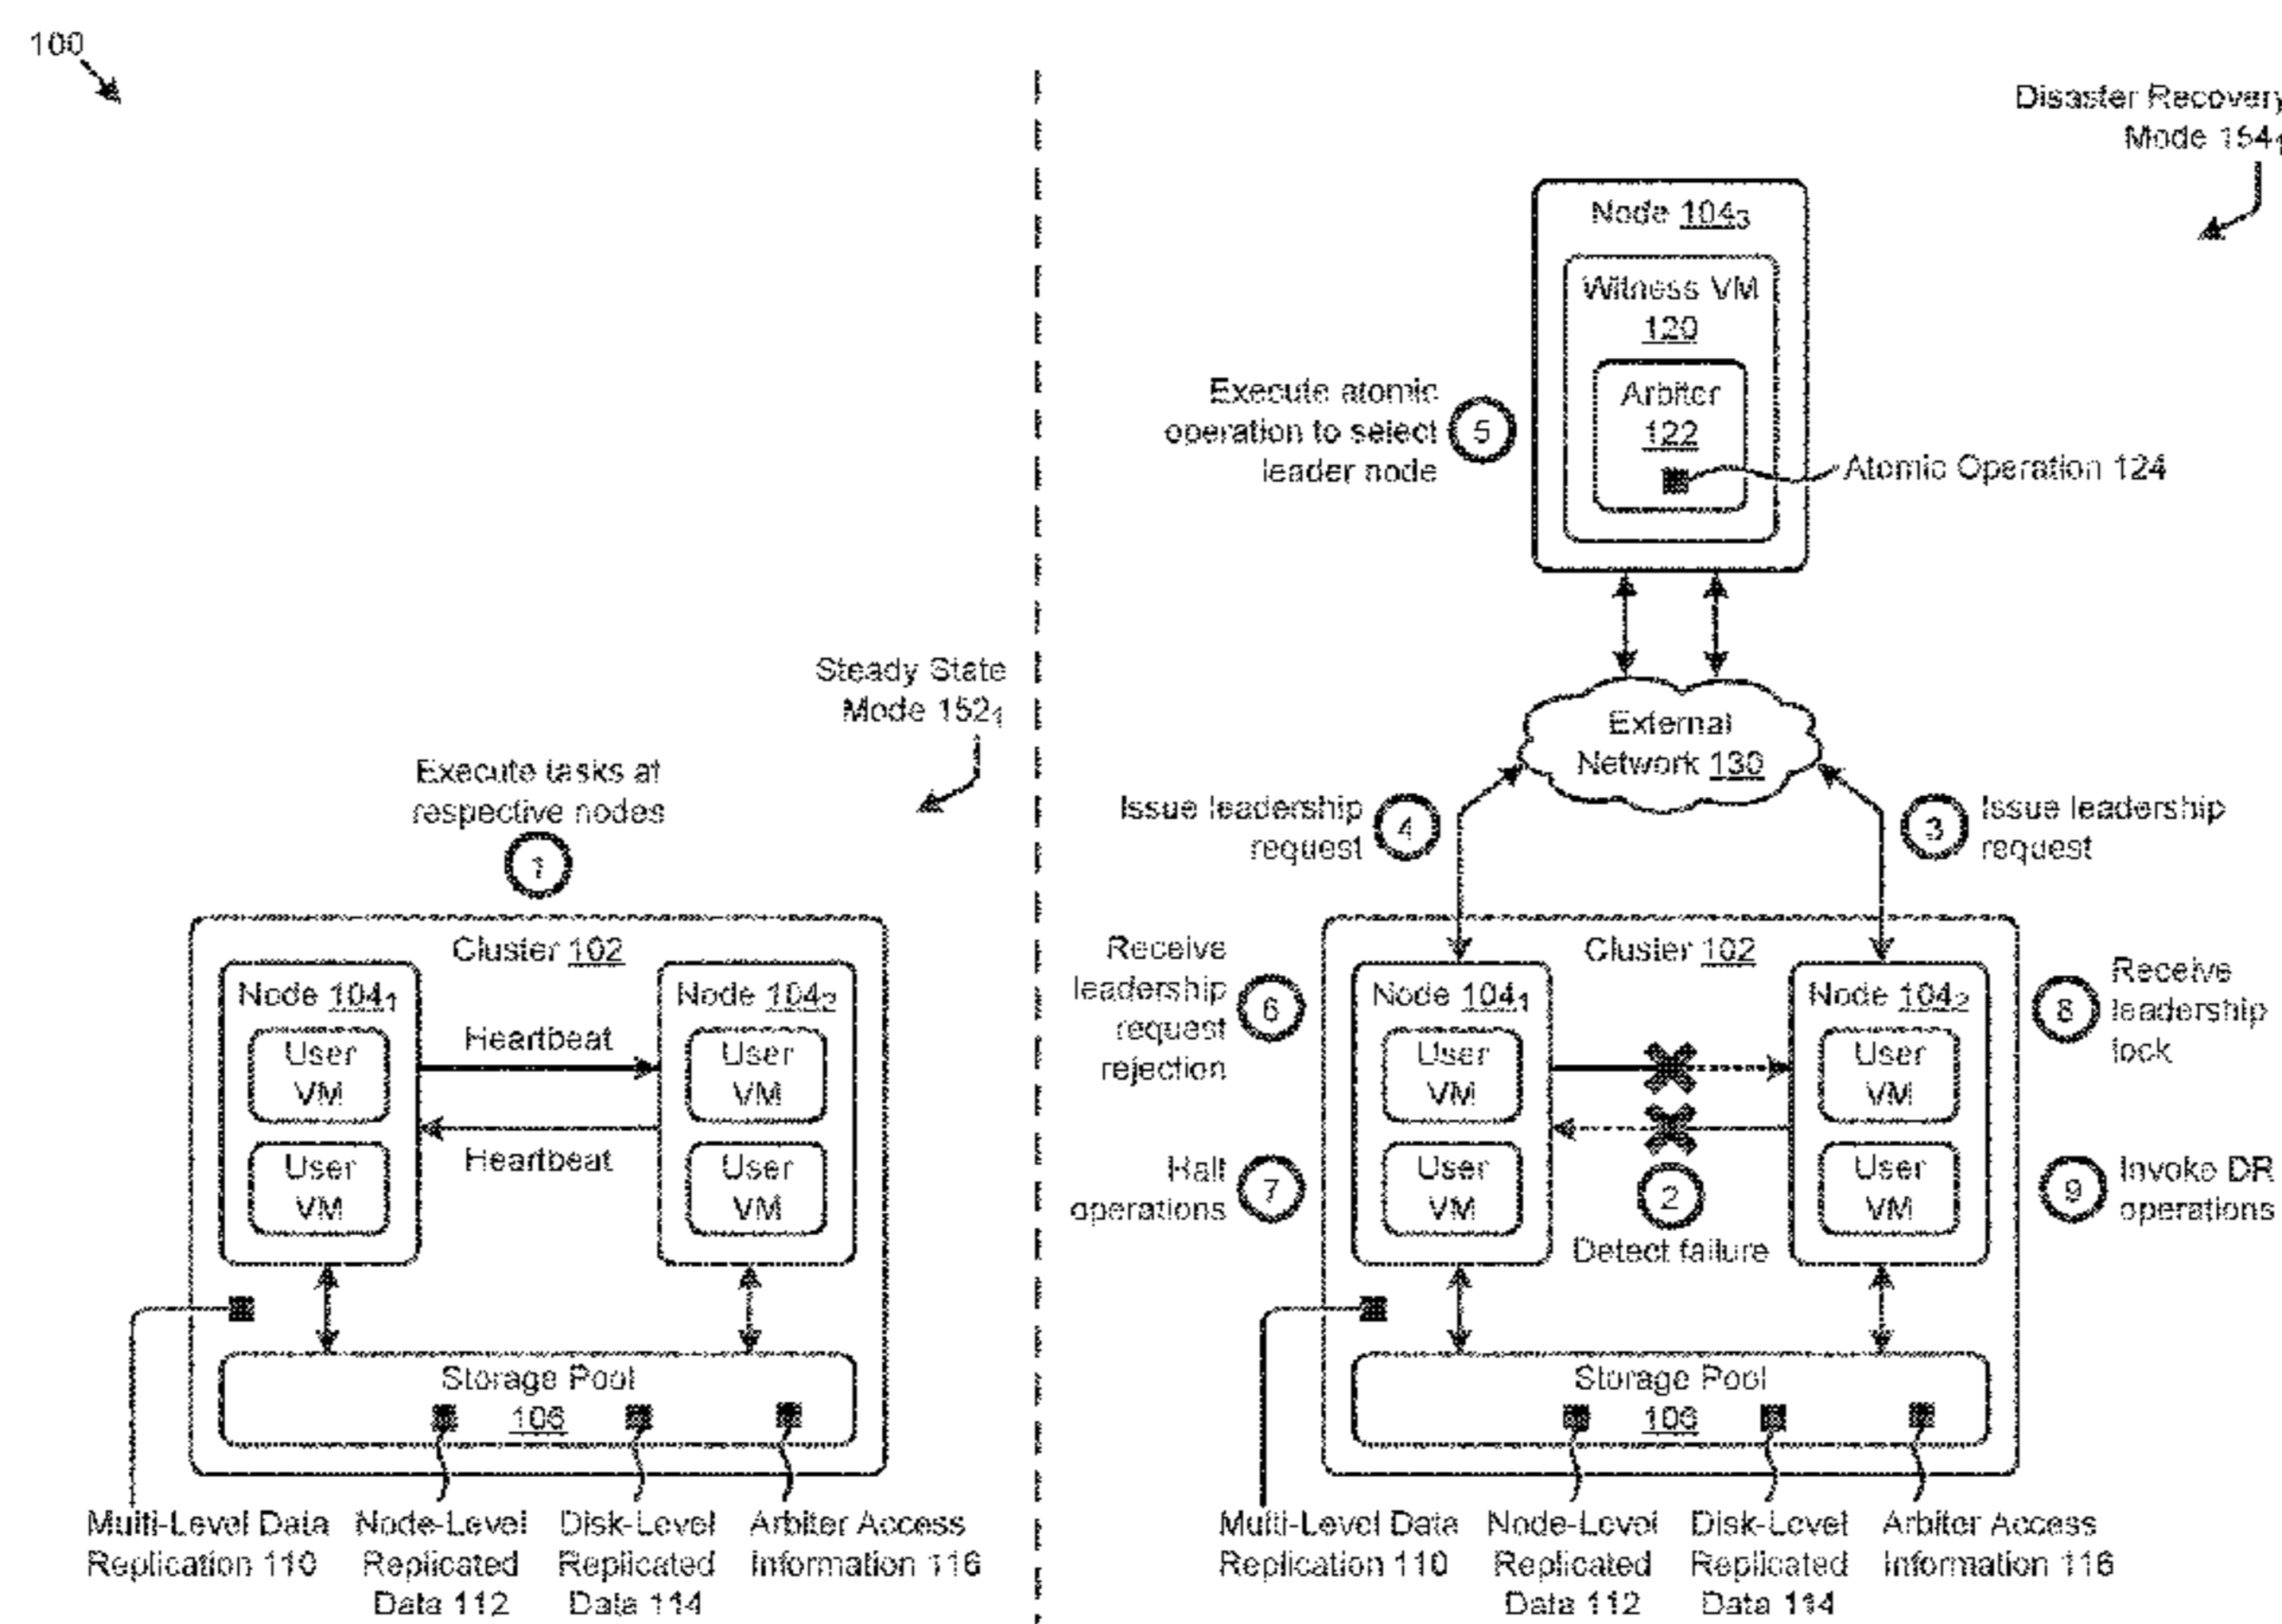 100
Steady State
Mode 152₁
Execute tasks at
respective nodes
1
Cluster 102
Node 104₁
User
VM
User
VM
Heartbeat
Heartbeat
Node 104₂
User
VM
User
VM
Storage Pool
106
Multi-Level Data
Replication 110
Node-Level
Replicated
Data 112
Disk-Level
Replicated
Data 114
Arbiter Access
Information 116
Disaster Recovery
Mode 154₁
Node 104₃
Witness VM
120
Arbiter
122
Atomic Operation 124
Execute atomic
operation to select
leader node
5
External
Network 130
Issue leadership
request
4
3
Issue leadership
request
Cluster 102
Receive
leadership
request
rejection
6
Halt
operations
7
Node 104₁
User
VM
User
VM
2
Detect failure
Node 104₂
User
VM
User
VM
8
Receive
leadership
lock
9
Invoke DR
operations
Storage Pool
106
Multi-Level Data
Replication 110
Node-Level
Replicated
Data 112
Disk-Level
Replicated
Data 114
Arbiter Access
Information 116